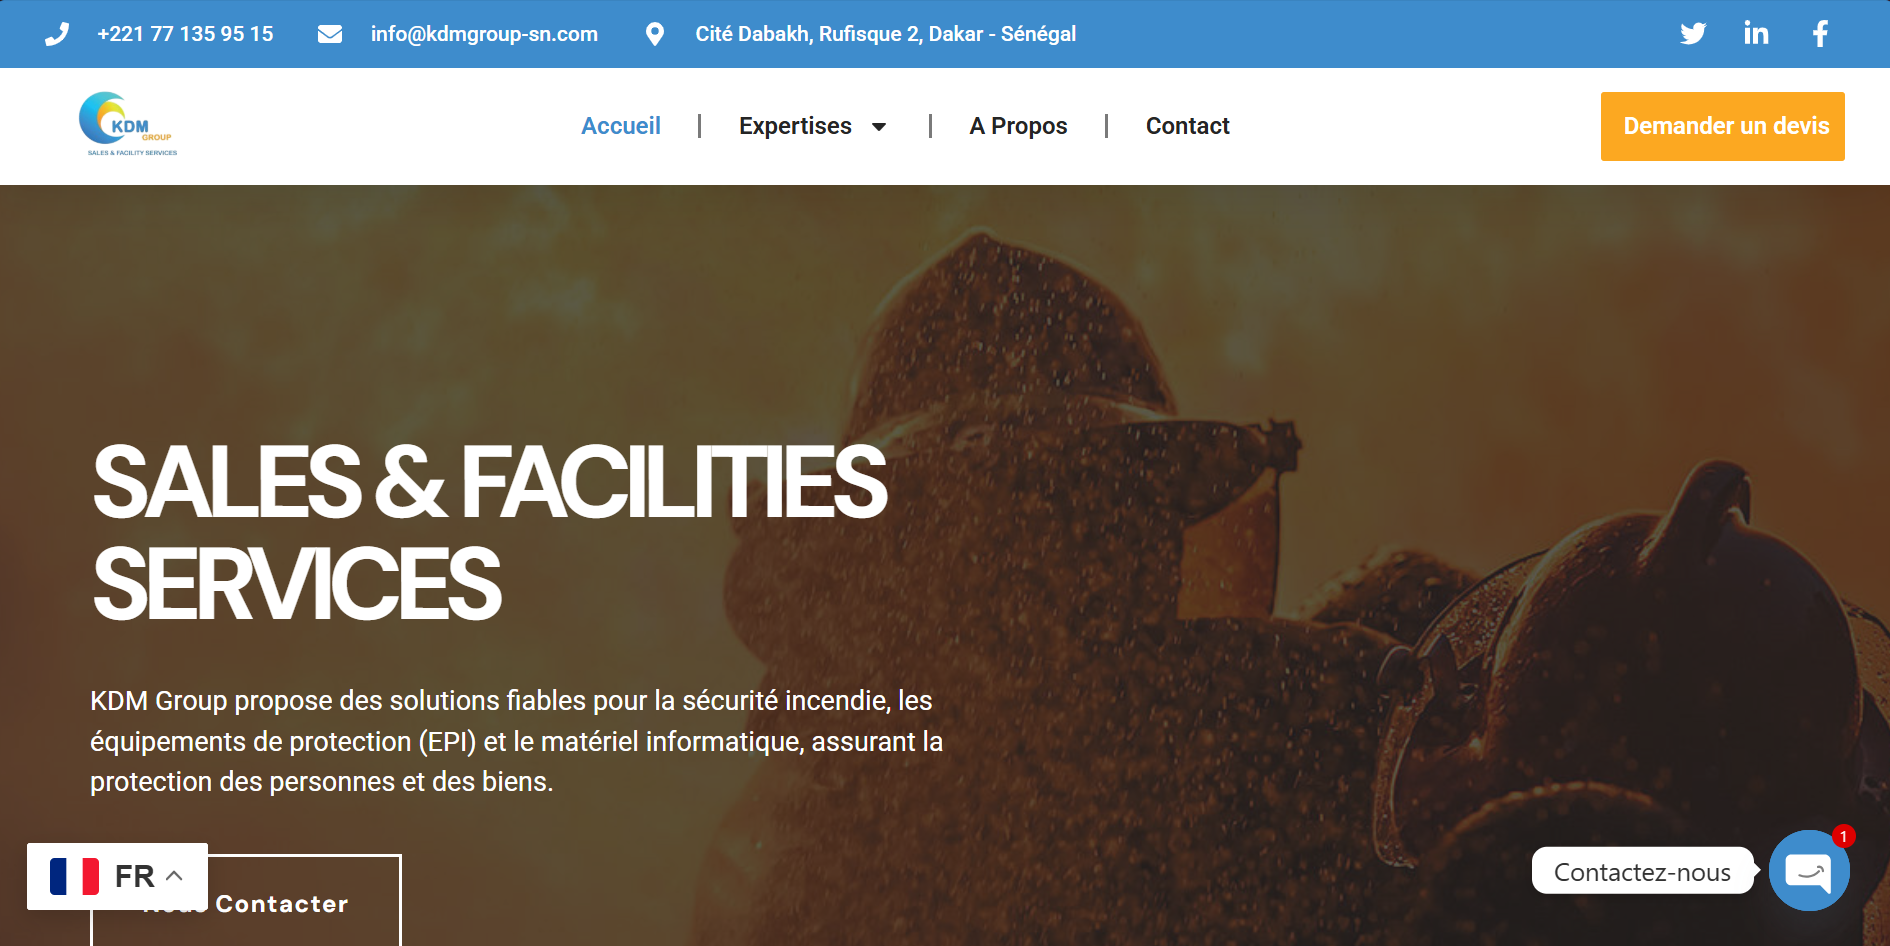 +221 77 135 95 15
info@kdmgroup-sn.com
Cité Dabakh, Rufisque 2, Dakar - Sénégal
KDM
GROUP
SALES & FACILITY SERVICES
Accueil
Expertises
A Propos
Contact
Demander un devis
SALES & FACILITIES
SERVICES
KDM Group propose des solutions fiables pour la sécurité incendie, les
équipements de protection (EPI) et le matériel informatique, assurant la
protection des personnes et des biens.
FR
Contacter
Contactez-nous
1